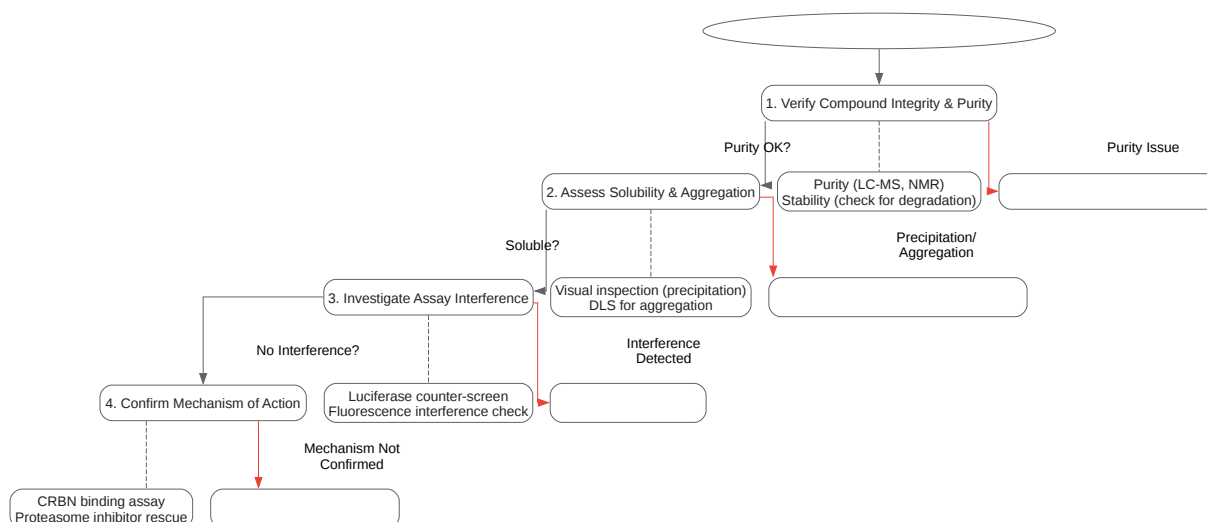 1. Verify Compound Integrity & Purity
Purity OK?
Purity Issue
2. Assess Solubility & Aggregation
Purity (LC-MS, NMR)
Stability (check for degradation)
Soluble?
Precipitation/
Aggregation
3. Investigate Assay Interference
Visual inspection (precipitation)
DLS for aggregation
No Interference?
Interference
Detected
4. Confirm Mechanism of Action
Luciferase counter-screen
Fluorescence interference check
Mechanism Not
Confirmed
CRBN binding assay
Proteasome inhibitor rescue